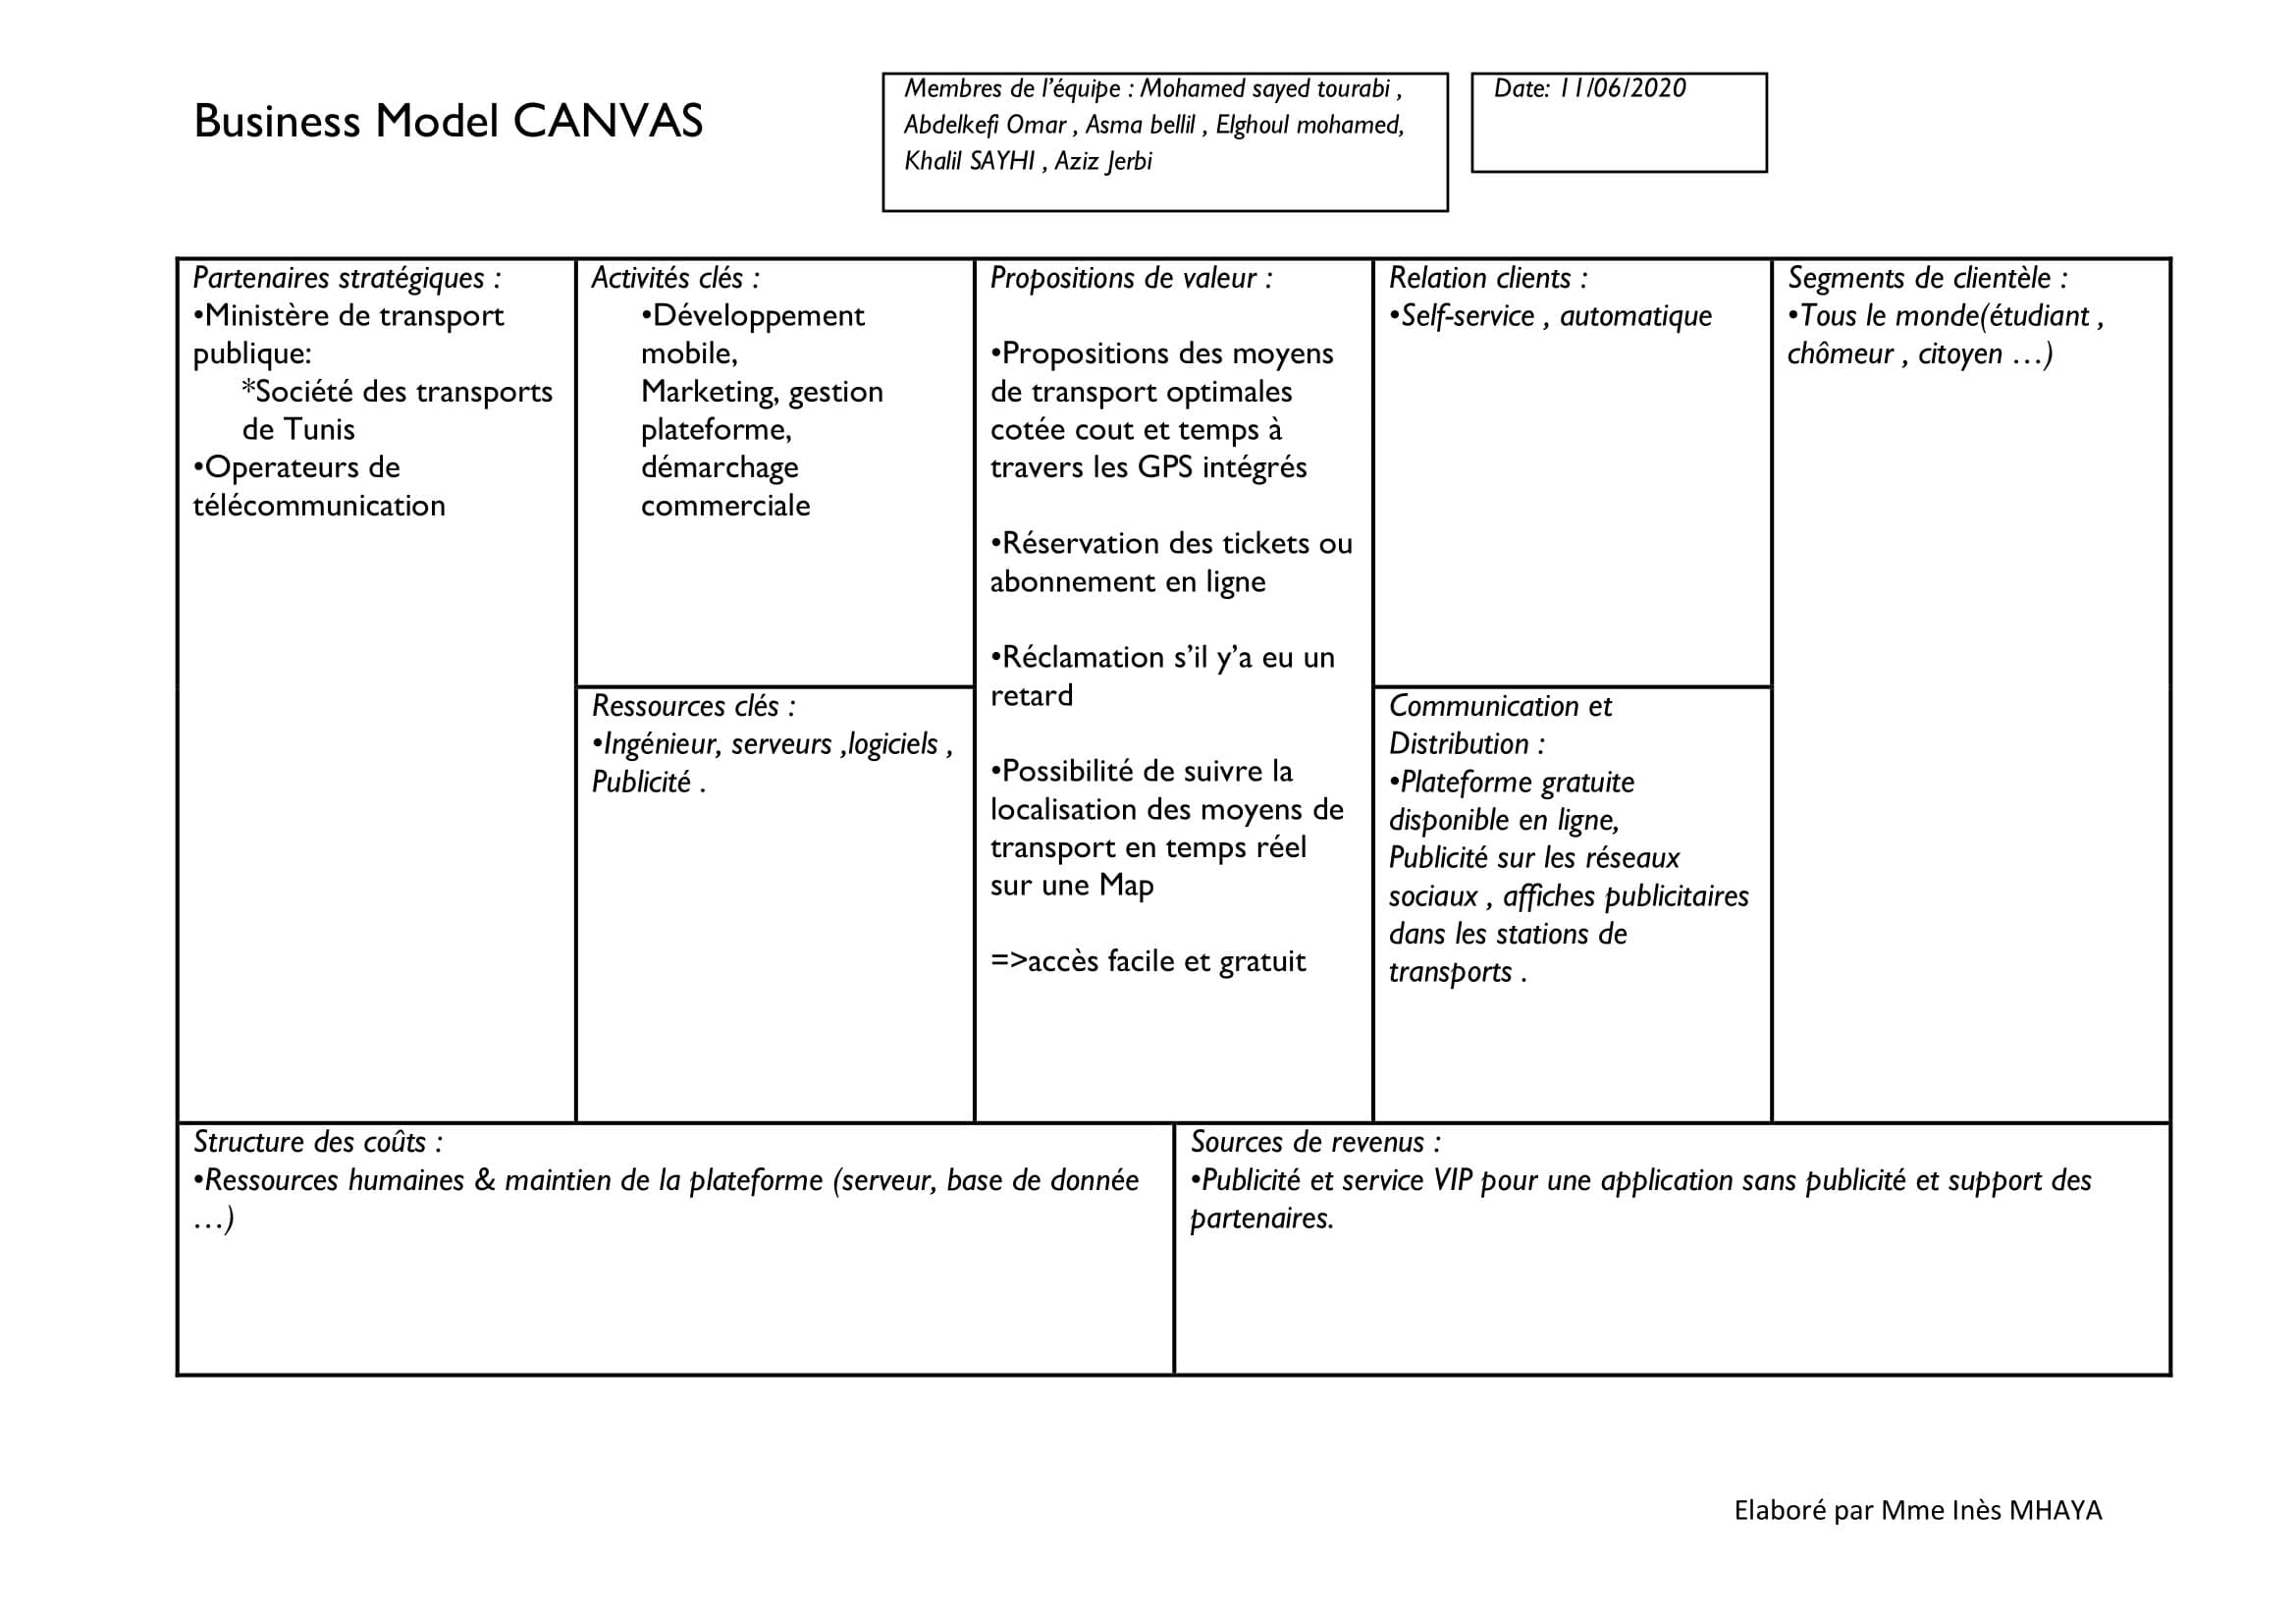 Business Model CANVAS
Membres de l’équipe : Mohamed sayed tourabi ,
Abdelkefi Omar , Asma bellil , Elghoul mohamed,
Khalil SAYHI , Aziz Jerbi
Date: 11/06/2020
Partenaires stratégiques :
•Ministère de transport
publique:
*Société des transports
de Tunis
•Operateurs de
télécommunication
Activités clés :
•Développement
mobile,
Marketing, gestion
plateforme,
démarchage
commerciale
Ressources clés :
•Ingénieur, serveurs ,logiciels ,
Publicité .
Propositions de valeur :
•Propositions des moyens
de transport optimales
cotée cout et temps à
travers les GPS intégrés
•Réservation des tickets ou
abonnement en ligne
•Réclamation s’il y’a eu un
retard
•Possibilité de suivre la
localisation des moyens de
transport en temps réel
sur une Map
=>accès facile et gratuit
Relation clients :
•Self-service , automatique
Communication et
Distribution :
•Plateforme gratuite
disponible en ligne,
Publicité sur les réseaux
sociaux , affiches publicitaires
dans les stations de
transports .
Segments de clientèle :
•Tous le monde(étudiant ,
chômeur , citoyen …)
Structure des coûts :
•Ressources humaines & maintien de la plateforme (serveur, base de donnée
…)
Sources de revenus :
•Publicité et service VIP pour une application sans publicité et support des
partenaires.
Elaboré par Mme Inès MHAYA